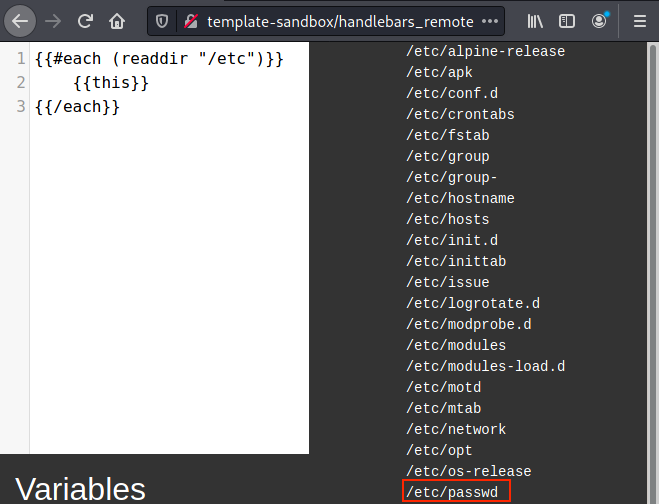 template-sandbox/handlebars_remote
1 {{#each (readdir "/etc")}}
2     {{this}}
3 {{/each}}
Variables
/etc/alpine-release
/etc/apk
/etc/conf.d
/etc/crontabs
/etc/fstab
/etc/group
/etc/group-
/etc/hostname
/etc/hosts
/etc/init.d
/etc/inittab
/etc/issue
/etc/logrotate.d
/etc/modprobe.d
/etc/modules
/etc/modules-load.d
/etc/motd
/etc/mtab
/etc/network
/etc/opt
/etc/os-release
/etc/passwd